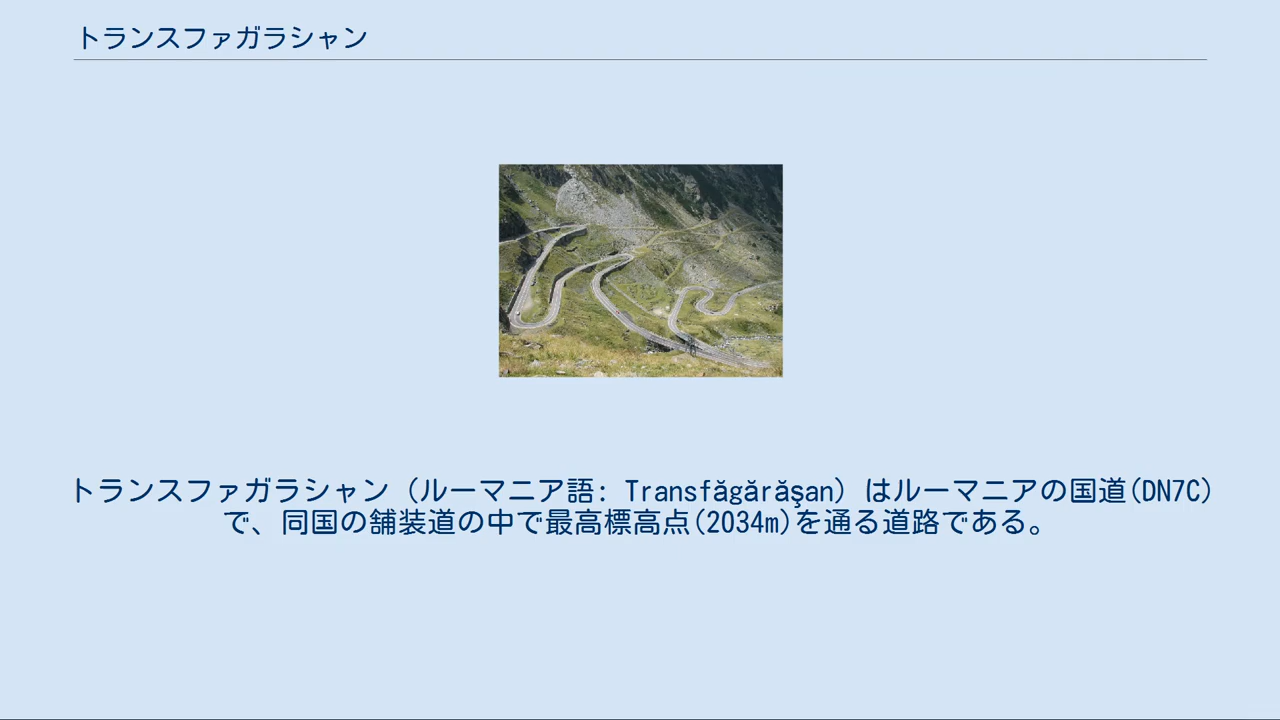 トランスファガラシャン
トランスファガラシャン（ルーマニア語: Transfăgărăşan）はルーマニアの国道(DN7C)
で、同国の舗装道の中で最高標高点(2034m)を通る道路である。